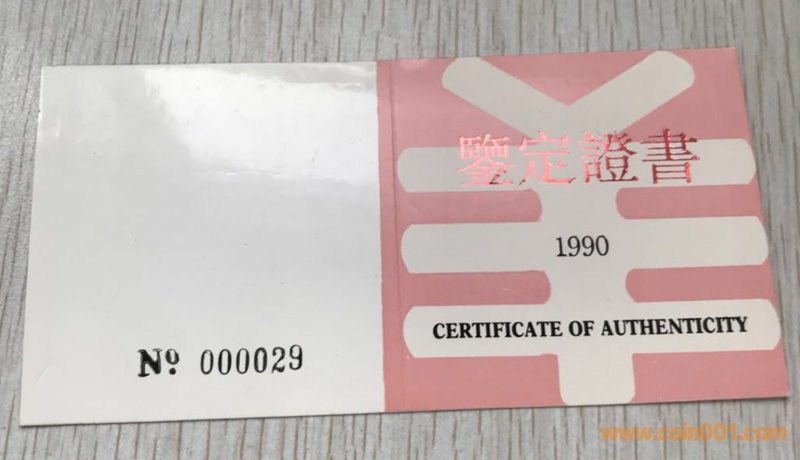 鑒定證書
1990
CERTIFICATE OF AUTHENTICITY
Nº 000029
www.coin001.com